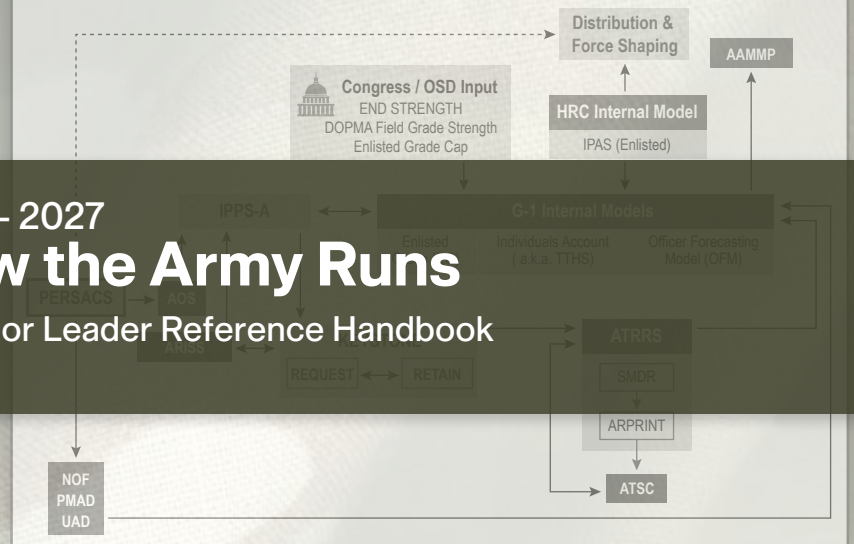 Distribution &
Force Shaping
AAMMP
Congress / OSD Input
END STRENGTH
DOPMA Field Grade Strength
Enlisted Grade Cap
HRC Internal Model
IPAS (Enlisted)
– 2027
IPPS-A
G-1 Internal Models
Enlisted
Individuals Account
( a.k.a. TTHS)
Officer Forecasting
Model (OFM)
w the Army Runs
PERSACS
AOS
or Leader Reference Handbook
ARISS
KEYSTONE
ATRRS
REQUEST
RETAIN
SMDR
ARPRINT
NOF
PMAD
UAD
ATSC